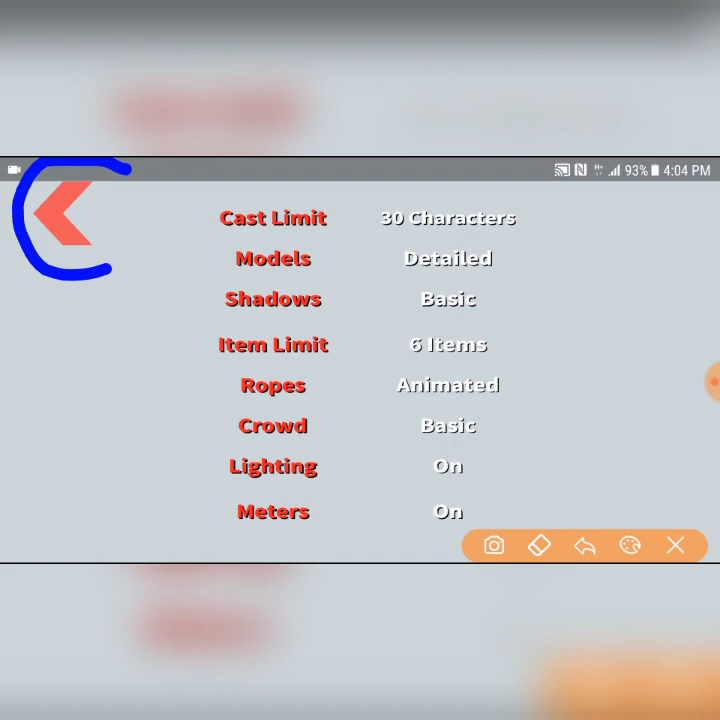 93% 4:04 PM
Cast Limit 30 Characters
Models Detailed
Shadows Basic
Item Limit 6 Items
Ropes Animated
Crowd Basic
Lighting On
Meters On